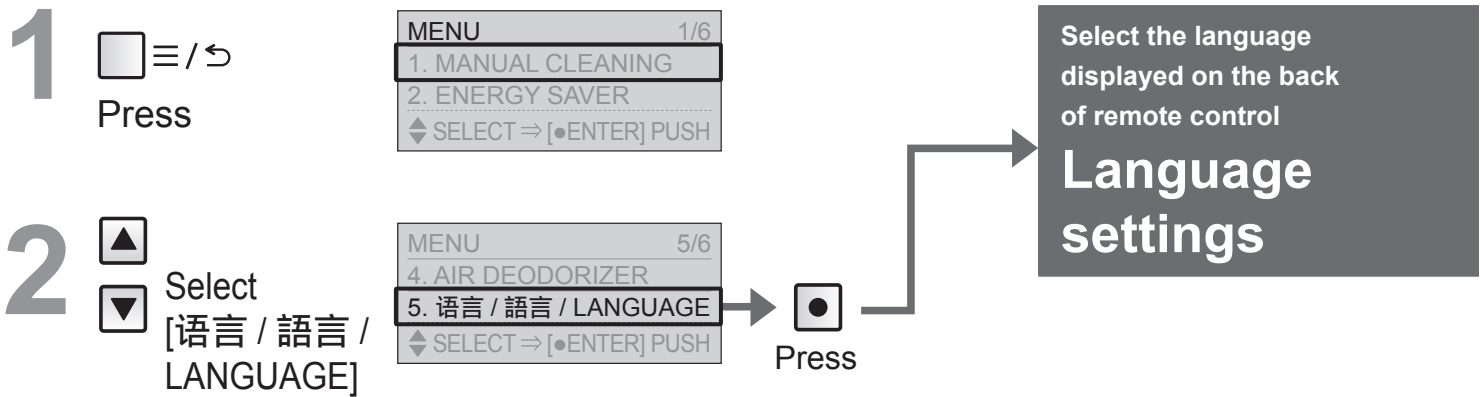 1
≡/⮌
Press
MENU 1/6
1. MANUAL CLEANING
2. ENERGY SAVER
SELECT ⇒ [●ENTER] PUSH
Select the language
displayed on the back
of remote control
Language
settings
2
▲
▼
Select
[语言 / 語言 /
LANGUAGE]
MENU 5/6
4. AIR DEODORIZER
5. 语言 / 語言 / LANGUAGE
SELECT ⇒ [●ENTER] PUSH
Press